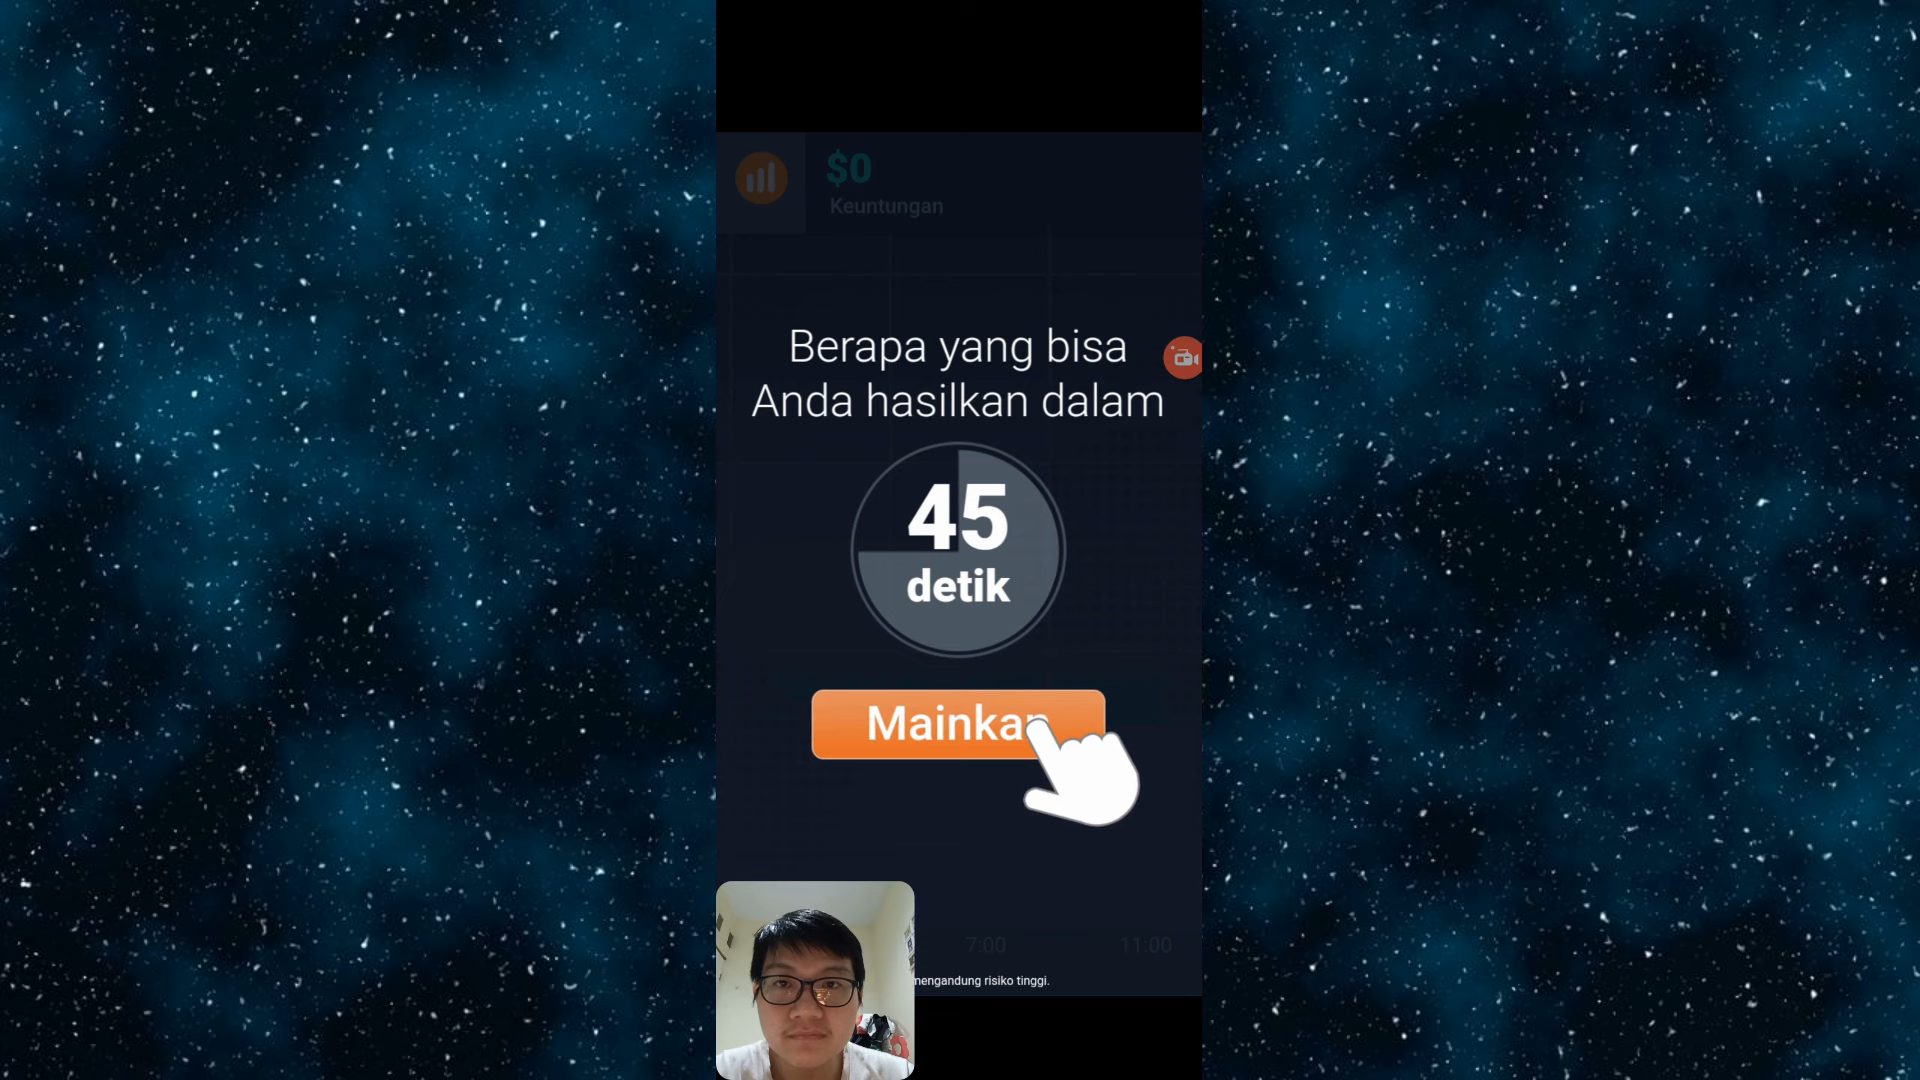 $0
Keuntungan
Berapa yang bisa
Anda hasilkan dalam
45
detik
Mainkan
7:00 11:00
mengandung risiko tinggi.